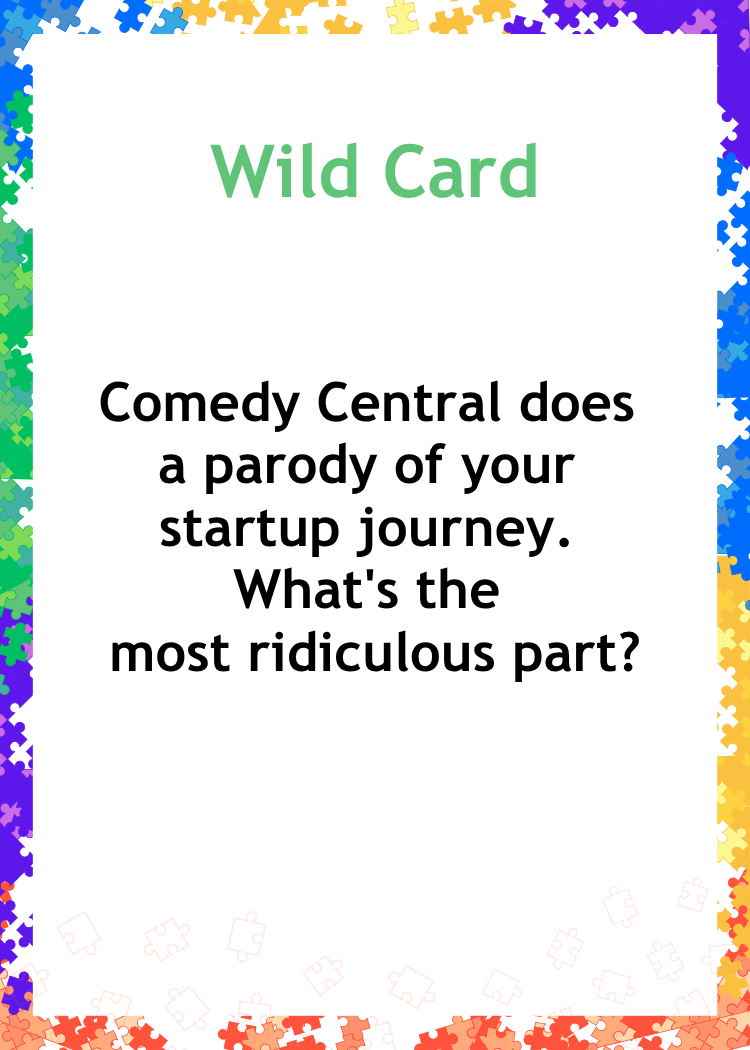 Wild Card
Comedy Central does
a parody of your
startup journey.
What's the
most ridiculous part?